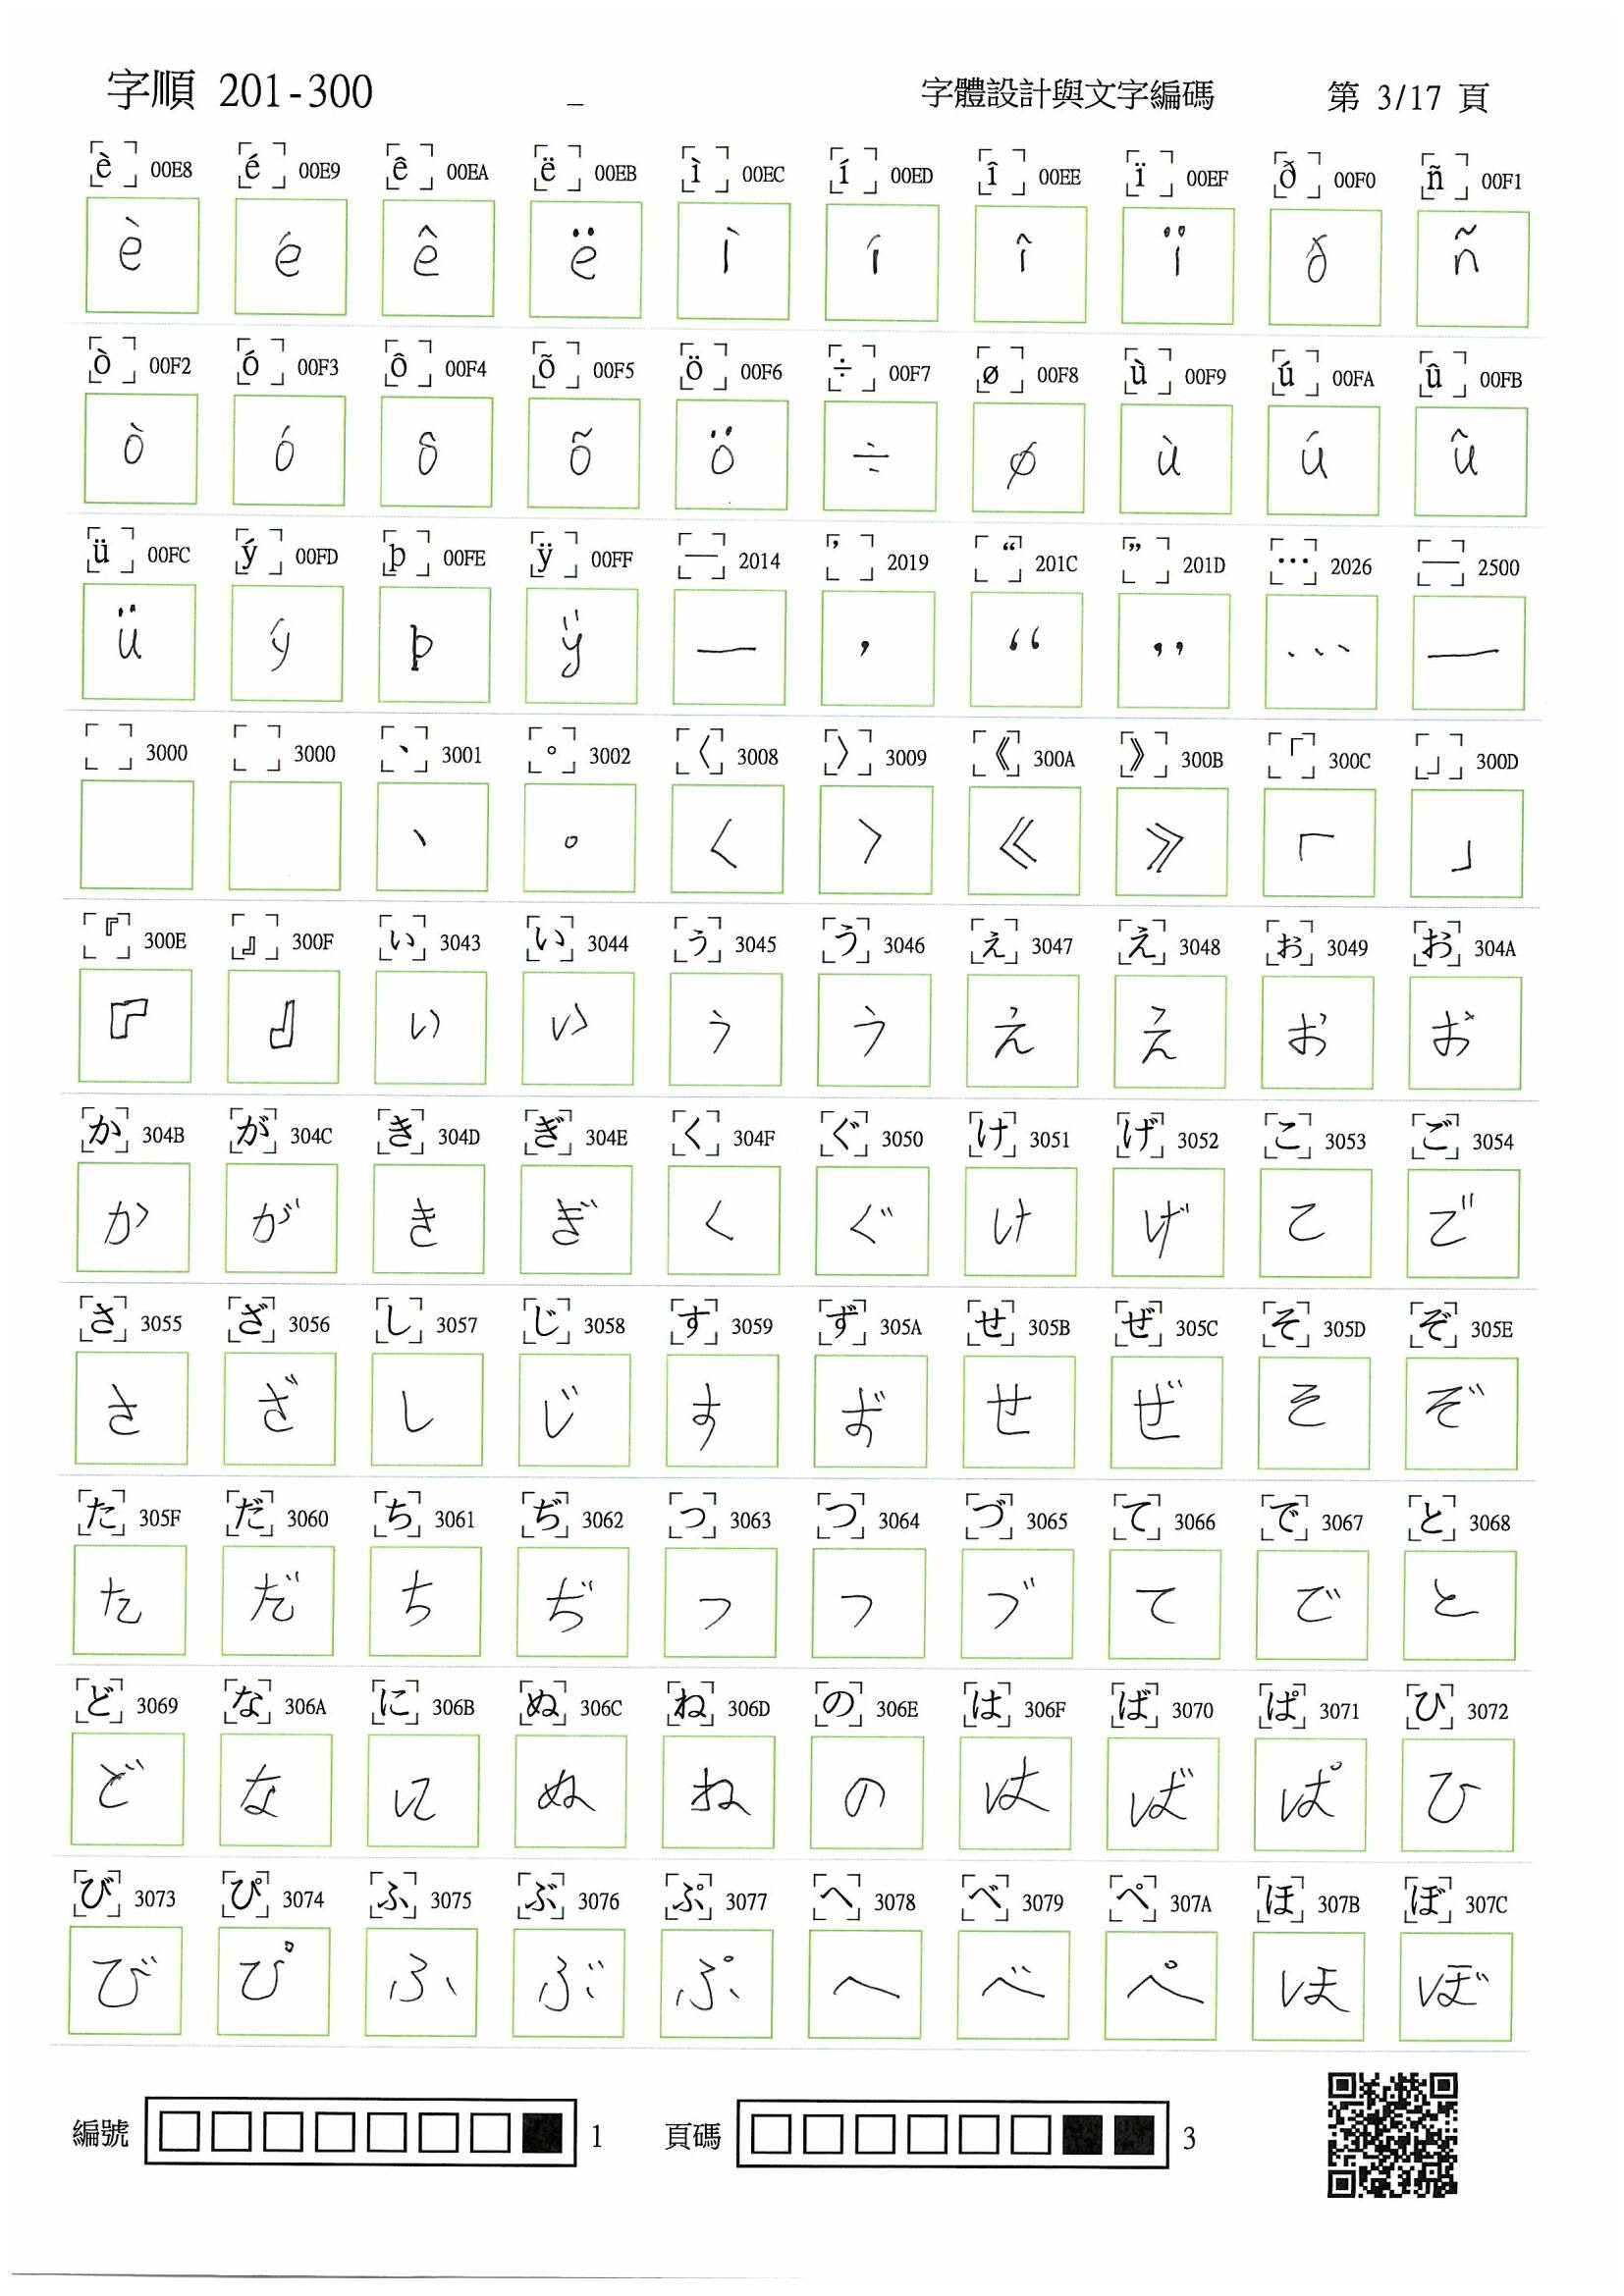 字順 201-300 _ 字體設計與文字編碼 第 3/17 頁
è 00E8 é 00E9 ê 00EA ë 00EB ì 00EC í 00ED î 00EE ï 00EF ð 00F0 ñ 00F1
è é ê ë ì í î ï ð ñ
ò 00F2 ó 00F3 ô 00F4 õ 00F5 ö 00F6 ÷ 00F7 ø 00F8 ù 00F9 ú 00FA û 00FB
ò ó ô õ ö ÷ ø ù ú û
ü 00FC ý 00FD þ 00FE ÿ 00FF — 2014 ’ 2019 “ 201C ” 201D … 2026 ─ 2500
ü ý þ ÿ — ’ “ ” … ─
3000 3000 、 3001 。 3002 〈 3008 〉 3009 《 300A 》 300B 「 300C 」 300D
、 。 〈 〉 《 》 「 」
『 300E 』 300F ぃ 3043 い 3044 ぅ 3045 う 3046 ぇ 3047 え 3048 ぉ 3049 お 304A
『 』 ぃ い ぅ う ぇ え ぉ お
か 304B が 304C き 304D ぎ 304E く 304F ぐ 3050 け 3051 げ 3052 こ 3053 ご 3054
か が き ぎ く ぐ け げ こ ご
さ 3055 ざ 3056 し 3057 じ 3058 す 3059 ず 305A せ 305B ぜ 305C そ 305D ぞ 305E
さ ざ し じ す ず せ ぜ そ ぞ
た 305F だ 3060 ち 3061 ぢ 3062 っ 3063 つ 3064 づ 3065 て 3066 で 3067 と 3068
た だ ち ぢ っ つ づ て で と
ど 3069 な 306A に 306B ぬ 306C ね 306D の 306E は 306F ば 3070 ぱ 3071 ひ 3072
ど な に ぬ ね の は ば ぱ ひ
び 3073 ぴ 3074 ふ 3075 ぶ 3076 ぷ 3077 へ 3078 べ 3079 ぺ 307A ほ 307B ぼ 307C
び ぴ ふ ぶ ぷ へ べ ぺ ほ ぼ
編號 1 頁碼 3